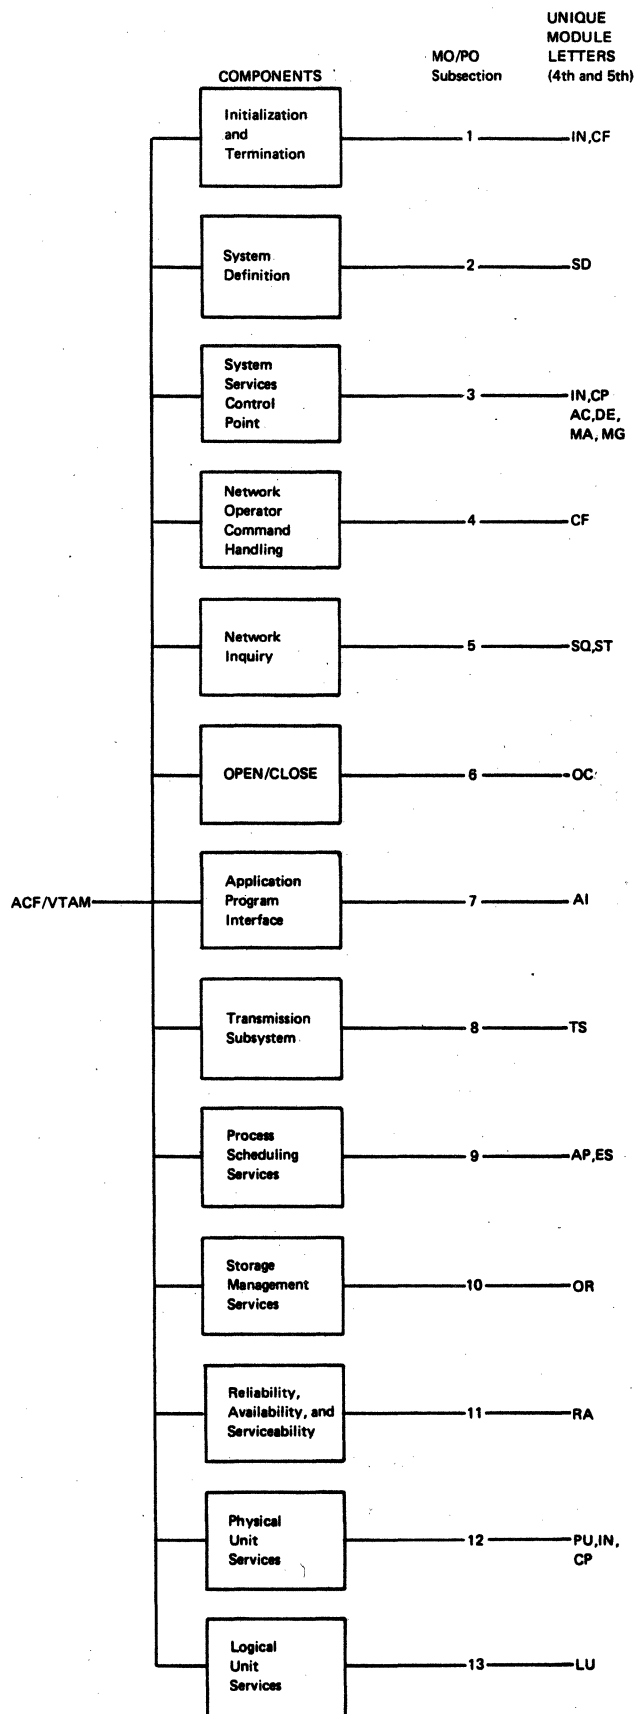 UNIQUE
MODULE
LETTERS
(4th and 5th)
MO/PO
Subsection
COMPONENTS
Initialization
and
Termination
1
IN,CF
System
Definition
2
SD
System
Services
Control
Point
3
IN,CP
AC,DE,
MA, MG
Network
Operator
Command
Handling
4
CF
Network
Inquiry
5
SQ,ST
OPEN/CLOSE
6
OC
ACF/VTAM
Application
Program
Interface
7
AI
Transmission
Subsystem
8
TS
Process
Scheduling
Services
9
AP,ES
Storage
Management
Services
10
OR
Reliability,
Availability, and
Serviceability
11
RA
Physical
Unit
Services
12
PU,IN,
CP
Logical
Unit
Services
13
LU